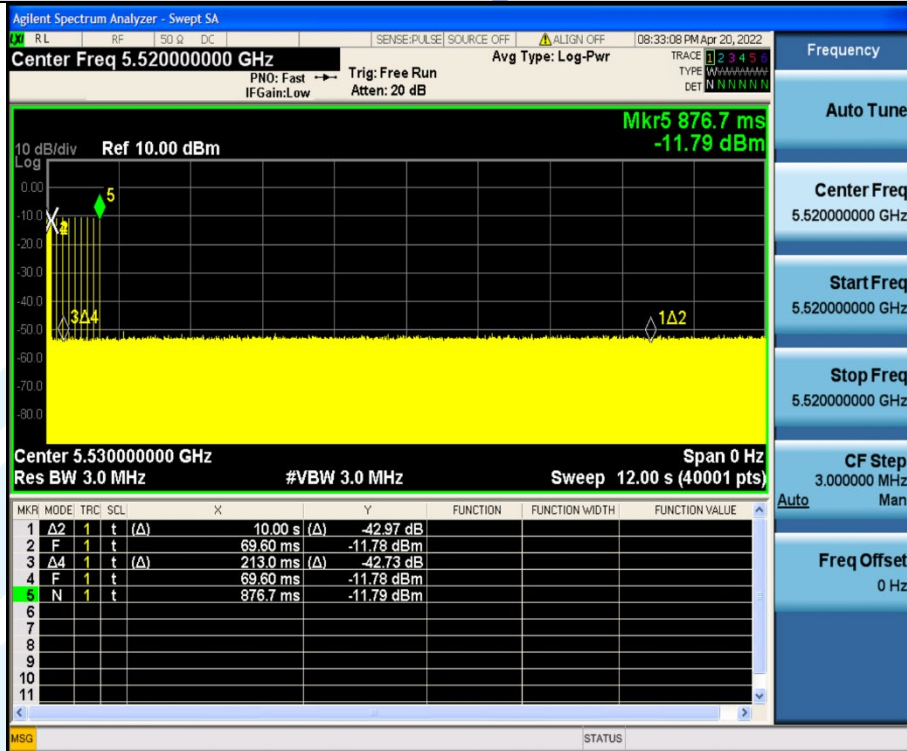 Agilent Spectrum Analyzer - Swept SA
LXI RL RF 50 Ω DC SENSE:PULSE SOURCE OFF ALIGN OFF 08:33:08 PM Apr 20, 2022
Center Freq 5.520000000 GHz Avg Type: Log-Pwr TRACE 1 2 3 4 5 6
PNO: Fast Trig: Free Run TYPE W
IFGain:Low Atten: 20 dB DET N N N N N N
Mkr5 876.7 ms
10 dB/div Ref 10.00 dBm -11.79 dBm
Log
0.00
5
-10.0
-20.0
-30.0
-40.0
3Δ4 1Δ2
-50.0
-60.0
-70.0
-80.0
Center 5.530000000 GHz Span 0 Hz
Res BW 3.0 MHz #VBW 3.0 MHz Sweep 12.00 s (40001 pts)
MKR MODE TRC SCL X Y FUNCTION FUNCTION WIDTH FUNCTION VALUE
1 Δ2 1 t (Δ) 10.00 s (Δ) -42.97 dB
2 F 1 t 69.60 ms -11.78 dBm
3 Δ4 1 t (Δ) 213.0 ms (Δ) -42.73 dB
4 F 1 t 69.60 ms -11.78 dBm
5 N 1 t 876.7 ms -11.79 dBm
6
7
8
9
10
11
MSG STATUS
Frequency
Auto Tune
Center Freq
5.520000000 GHz
Start Freq
5.520000000 GHz
Stop Freq
5.520000000 GHz
CF Step
3.000000 MHz
Auto Man
Freq Offset
0 Hz